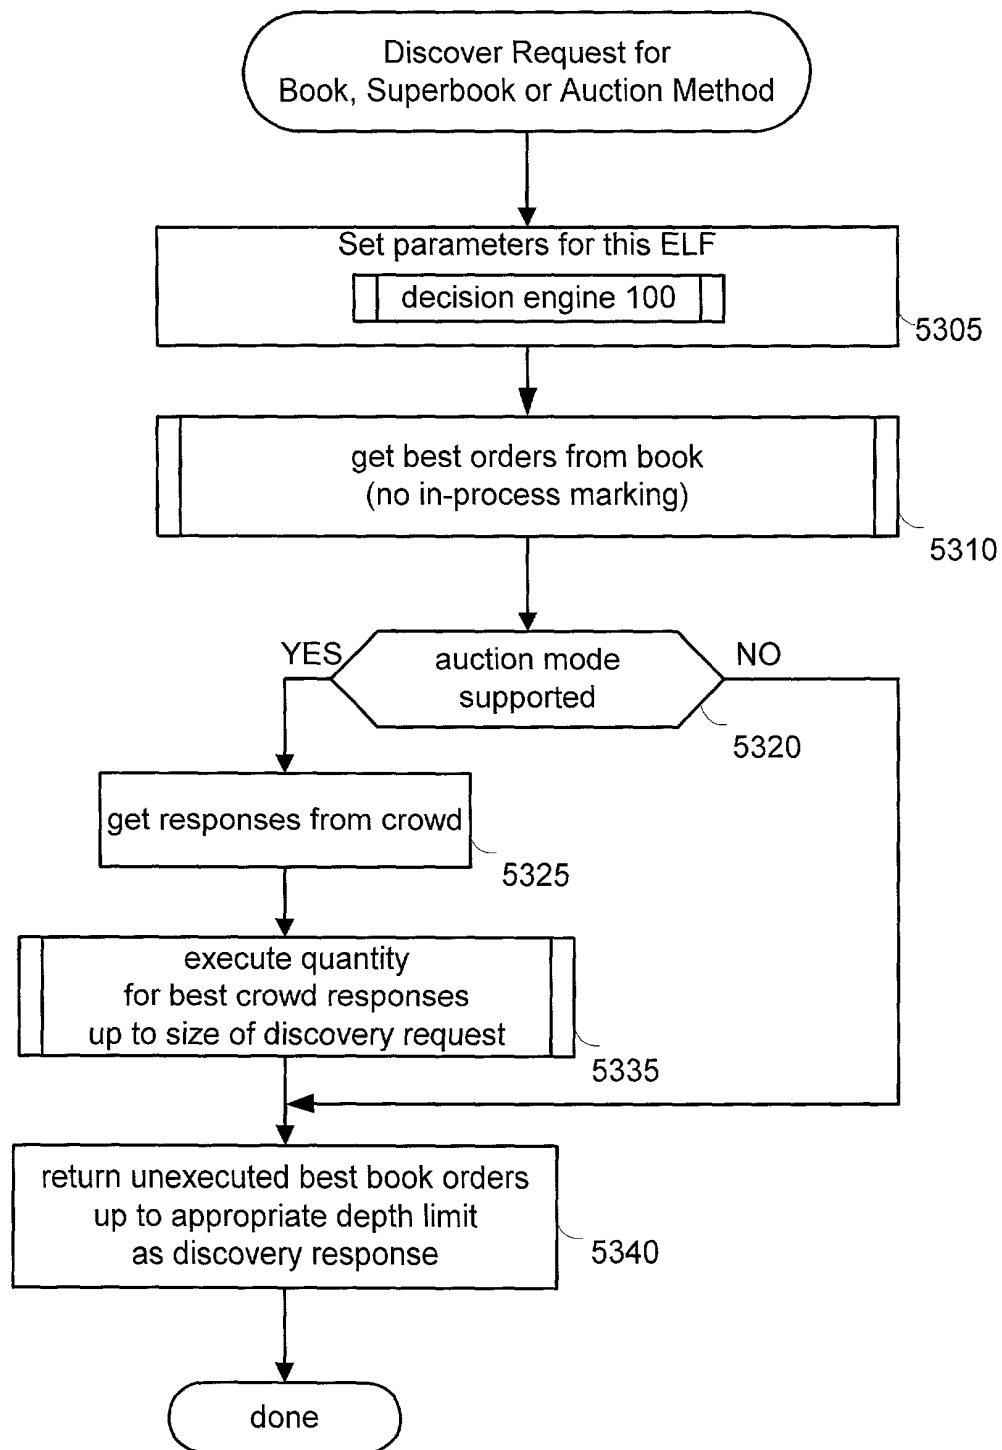 Discover Request for
Book, Superbook or Auction Method
Set parameters for this ELF
decision engine 100
5305
get best orders from book
(no in-process marking)
5310
YES
auction mode
supported
NO
5320
get responses from crowd
5325
execute quantity
for best crowd responses
up to size of discovery request
5335
return unexecuted best book orders
up to appropriate depth limit
as discovery response
5340
done